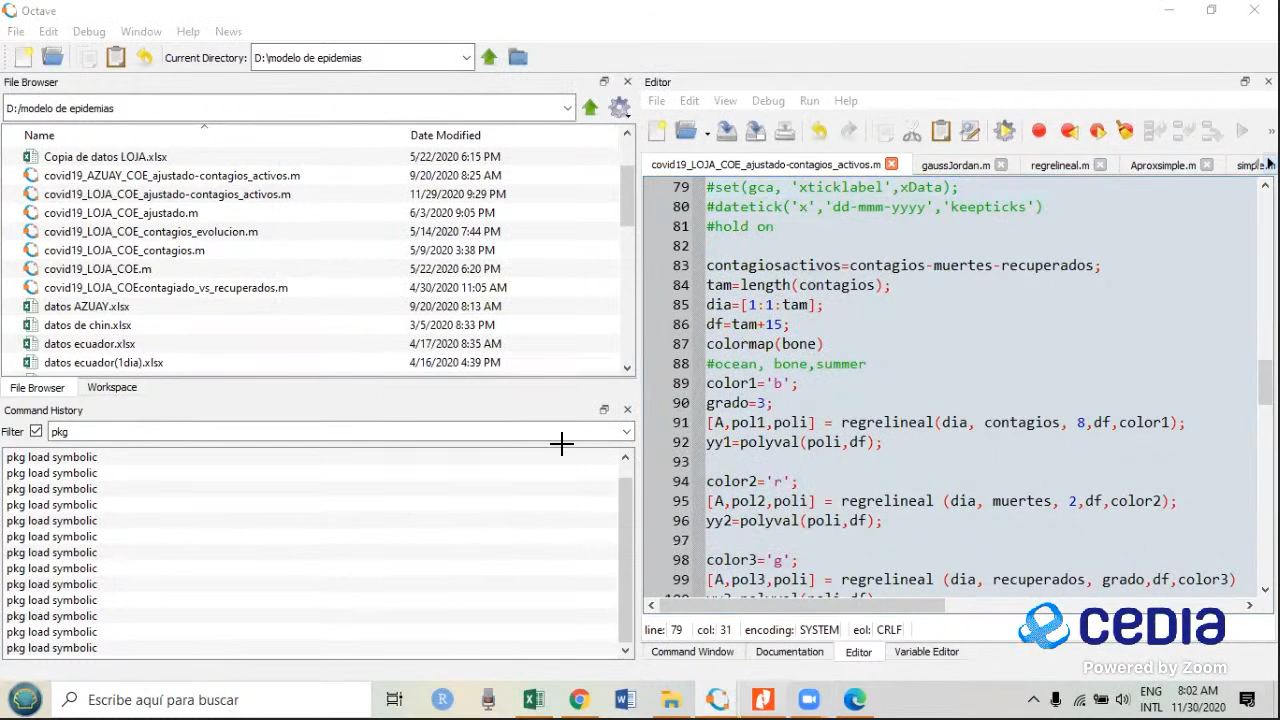 Octave
File Edit Debug Window Help News
Current Directory: D:\modelo de epidemias
File Browser
D:/modelo de epidemias
Name Date Modified
Copia de datos LOJA.xlsx 5/22/2020 6:15 PM
covid19_AZUAY_COE_ajustado-contagios_activos.m 9/20/2020 8:25 AM
covid19_LOJA_COE_ajustado-contagios_activos.m 11/29/2020 9:29 PM
covid19_LOJA_COE_ajustado.m 6/3/2020 9:05 PM
covid19_LOJA_COE_contagios_evolucion.m 5/14/2020 7:44 PM
covid19_LOJA_COE_contagios.m 5/9/2020 3:38 PM
covid19_LOJA_COE.m 5/22/2020 6:20 PM
covid19_LOJA_COEcontagiado_vs_recuperados.m 4/30/2020 11:05 AM
datos AZUAY.xlsx 9/20/2020 8:13 AM
datos de chin.xlsx 3/5/2020 8:33 PM
datos ecuador.xlsx 4/17/2020 8:35 AM
datos ecuador(1dia).xlsx 4/16/2020 4:39 PM
File Browser Workspace
Command History
Filter pkg
pkg load symbolic
pkg load symbolic
pkg load symbolic
pkg load symbolic
pkg load symbolic
pkg load symbolic
pkg load symbolic
pkg load symbolic
pkg load symbolic
pkg load symbolic
pkg load symbolic
pkg load symbolic
pkg load symbolic
Editor
File Edit View Debug Run Help
covid19_LOJA_COE_ajustado-contagios_activos.m gaussJordan.m regrelineal.m Aproxsimple.m
79 #set(gca, 'xticklabel',xData);
80 #datetick('x','dd-mmm-yyyy','keepticks')
81 #hold on
82
83 contagiosactivos=contagios-muertes-recuperados;
84 tam=length(contagios);
85 dia=[1:1:tam];
86 df=tam+15;
87 colormap(bone)
88 #ocean, bone,summer
89 color1='b';
90 grado=3;
91 [A,pol1,poli] = regrelineal(dia, contagios, 8,df,color1);
92 yy1=polyval(poli,df);
93
94 color2='r';
95 [A,pol2,poli] = regrelineal (dia, muertes, 2,df,color2);
96 yy2=polyval(poli,df);
97
98 color3='g';
99 [A,pol3,poli] = regrelineal (dia, recuperados, grado,df,color3)
line: 79 col: 31 encoding: SYSTEM eol: CRLF
Command Window Documentation Editor Variable Editor
cedia
Powered by Zoom
Escribe aquí para buscar
ENG
INTL
8:02 AM
11/30/2020